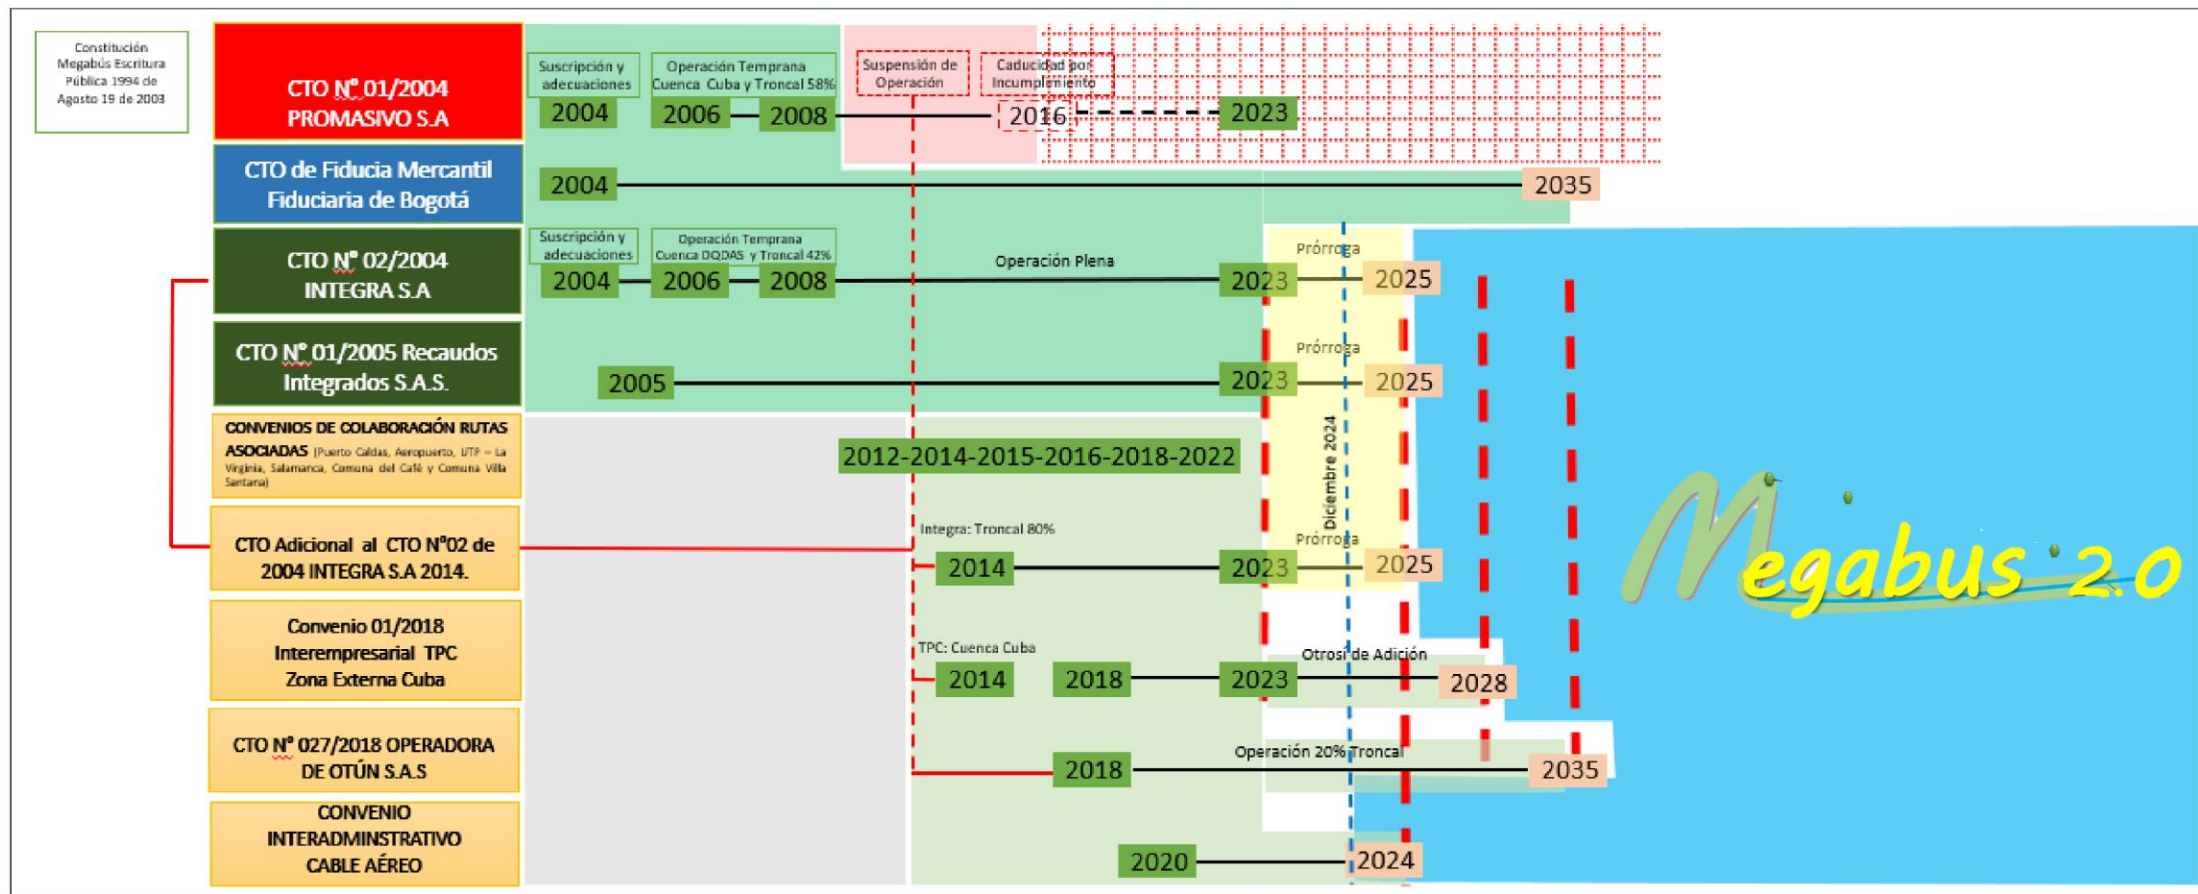 Constitución
Megabús Escritura
Pública 1994 de
Agosto 19 de 2003
CTO Nº 01/2004
PROMASIVO S.A
Suscripción y
adecuaciones
2004
Operación Temprana
Cuenca Cuba y Troncal 58%
2006
2008
Suspensión de
Operación
Caducidad por
Incumplimiento
2016
2023
CTO de Fiducia Mercantil
Fiduciaria de Bogotá
2004
2035
CTO Nº 02/2004
INTEGRA S.A
Suscripción y
adecuaciones
2004
Operación Temprana
Cuenca DQDAS y Troncal 42%
2006
2008
Operación Plena
2023
Prórroga
2025
CTO Nº 01/2005 Recaudos
Integrados S.A.S.
2005
2023
Prórroga
2025
CONVENIOS DE COLABORACIÓN RUTAS
ASOCIADAS (Puerto Caldas, Aeropuerto, UTP – La
Virginia, Salamanca, Comuna del Café y Comuna Villa
Santana)
2012-2014-2015-2016-2018-2022
Diciembre 2024
CTO Adicional al CTO Nº02 de
2004 INTEGRA S.A 2014.
Integra: Troncal 80%
2014
2023
Prórroga
2025
Convenio 01/2018
Interempresarial TPC
Zona Externa Cuba
TPC: Cuenca Cuba
2014
2018
2023
Otrosí de Adición
2028
CTO Nº 027/2018 OPERADORA
DE OTÚN S.A.S
2018
Operación 20% Troncal
2035
CONVENIO
INTERADMINSTRATIVO
CABLE AÉREO
2020
2024
Megabus 2.0